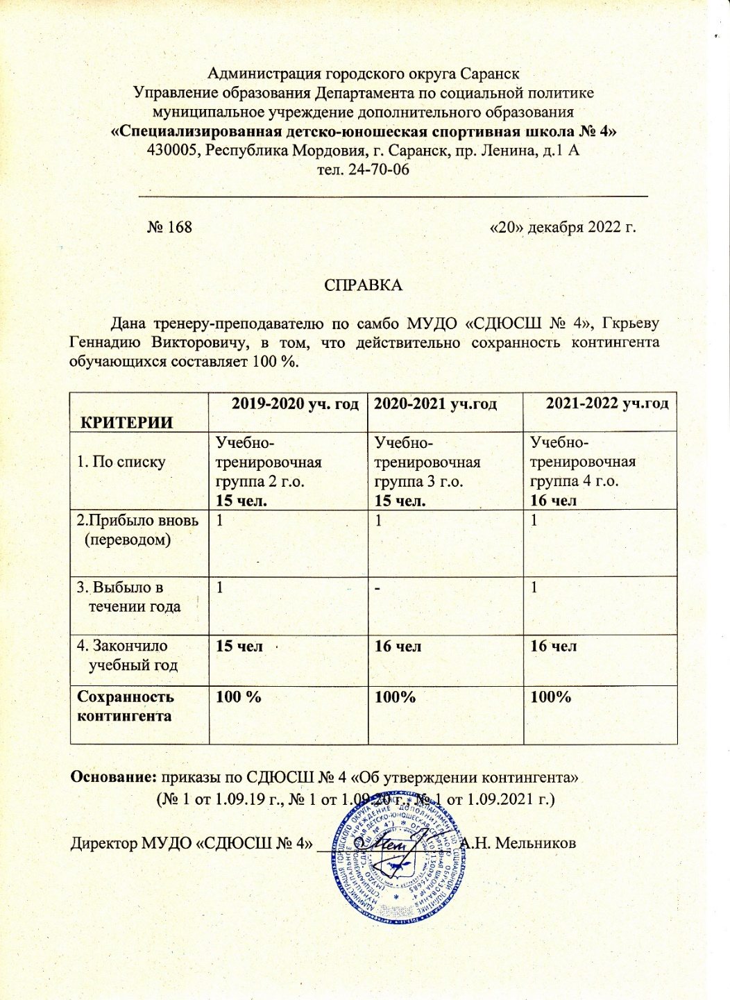 Администрация городского округа Саранск
Управление образования Департамента по социальной политике
муниципальное учреждение дополнительного образования
«Специализированная детско-юношеская спортивная школа № 4»
430005, Республика Мордовия, г. Саранск, пр. Ленина, д.1 А
тел. 24-70-06
№ 168 «20» декабря 2022 г.
СПРАВКА
Дана тренеру-преподавателю по самбо МУДО «СДЮСШ № 4», Гкрьеву
Геннадию Викторовичу, в том, что действительно сохранность контингента
обучающихся составляет 100 %.
КРИТЕРИИ
2019-2020 уч. год
2020-2021 уч.год
2021-2022 уч.год
1. По списку
Учебно-
тренировочная
группа 2 г.о.
15 чел.
Учебно-
тренировочная
группа 3 г.о.
15 чел.
Учебно-
тренировочная
группа 4 г.о.
16 чел
2.Прибыло вновь
(переводом)
1
1
1
3. Выбыло в
течении года
1
-
1
4. Закончило
учебный год
15 чел
16 чел
16 чел
Сохранность
контингента
100 %
100%
100%
Основание: приказы по СДЮСШ № 4 «Об утверждении контингента»
(№ 1 от 1.09.19 г., № 1 от 1.09.20 г., № 1 от 1.09.2021 г.)
Директор МУДО «СДЮСШ № 4» А.Н. Мельников